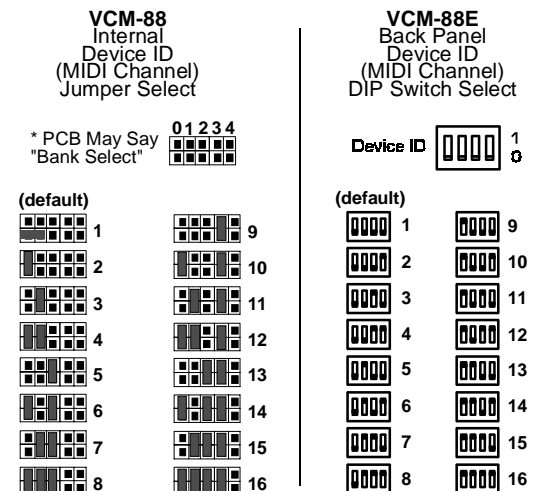 VCM-88
Internal
Device ID
(MIDI Channel)
Jumper Select
* PCB May Say
"Bank Select"
0 1 2 3 4
(default)
1
2
3
4
5
6
7
8
9
10
11
12
13
14
15
16
VCM-88E
Back Panel
Device ID
(MIDI Channel)
DIP Switch Select
Device ID
1
0
(default)
1
2
3
4
5
6
7
8
9
10
11
12
13
14
15
16